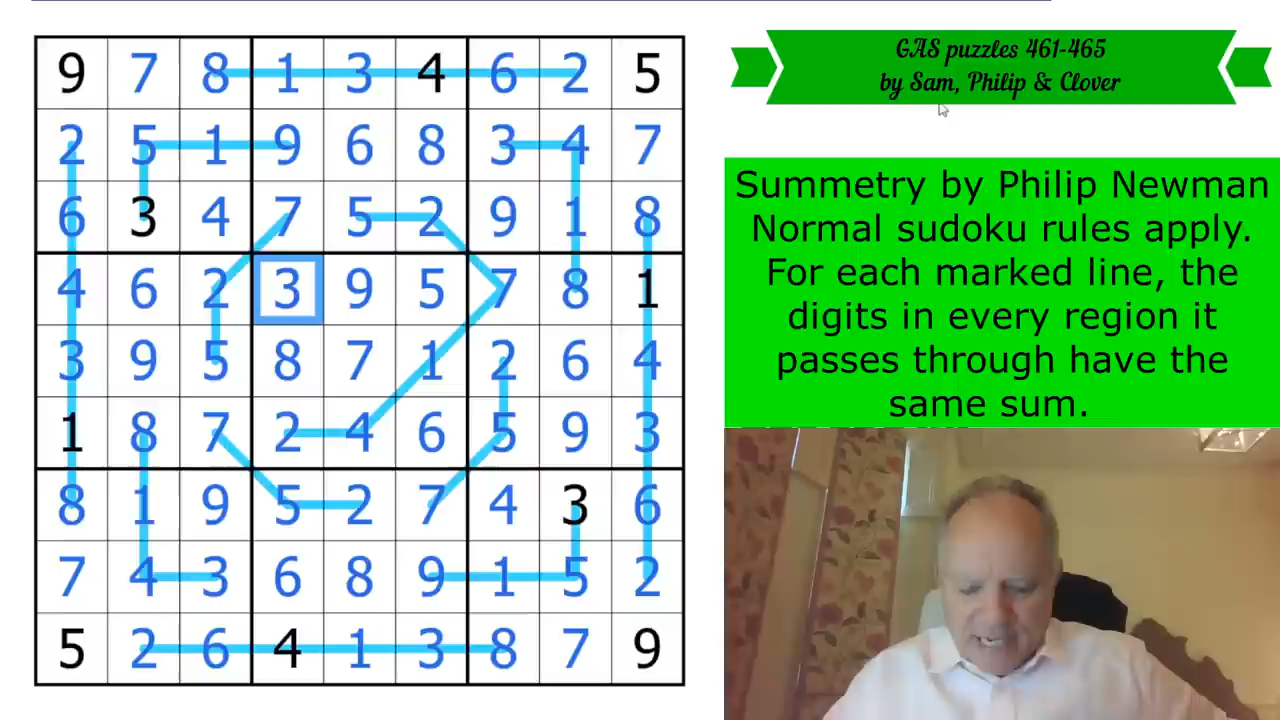 GAS puzzles 461-465
by Sam, Philip & Clover
Summetry by Philip Newman
Normal sudoku rules apply.
For each marked line, the
digits in every region it
passes through have the
same sum.
9 7 8 1 3 4 6 2 5
2 5 1 9 6 8 3 4 7
6 3 4 7 5 2 9 1 8
4 6 2 3 9 5 7 8 1
3 9 5 8 7 1 2 6 4
1 8 7 2 4 6 5 9 3
8 1 9 5 2 7 4 3 6
7 4 3 6 8 9 1 5 2
5 2 6 4 1 3 8 7 9